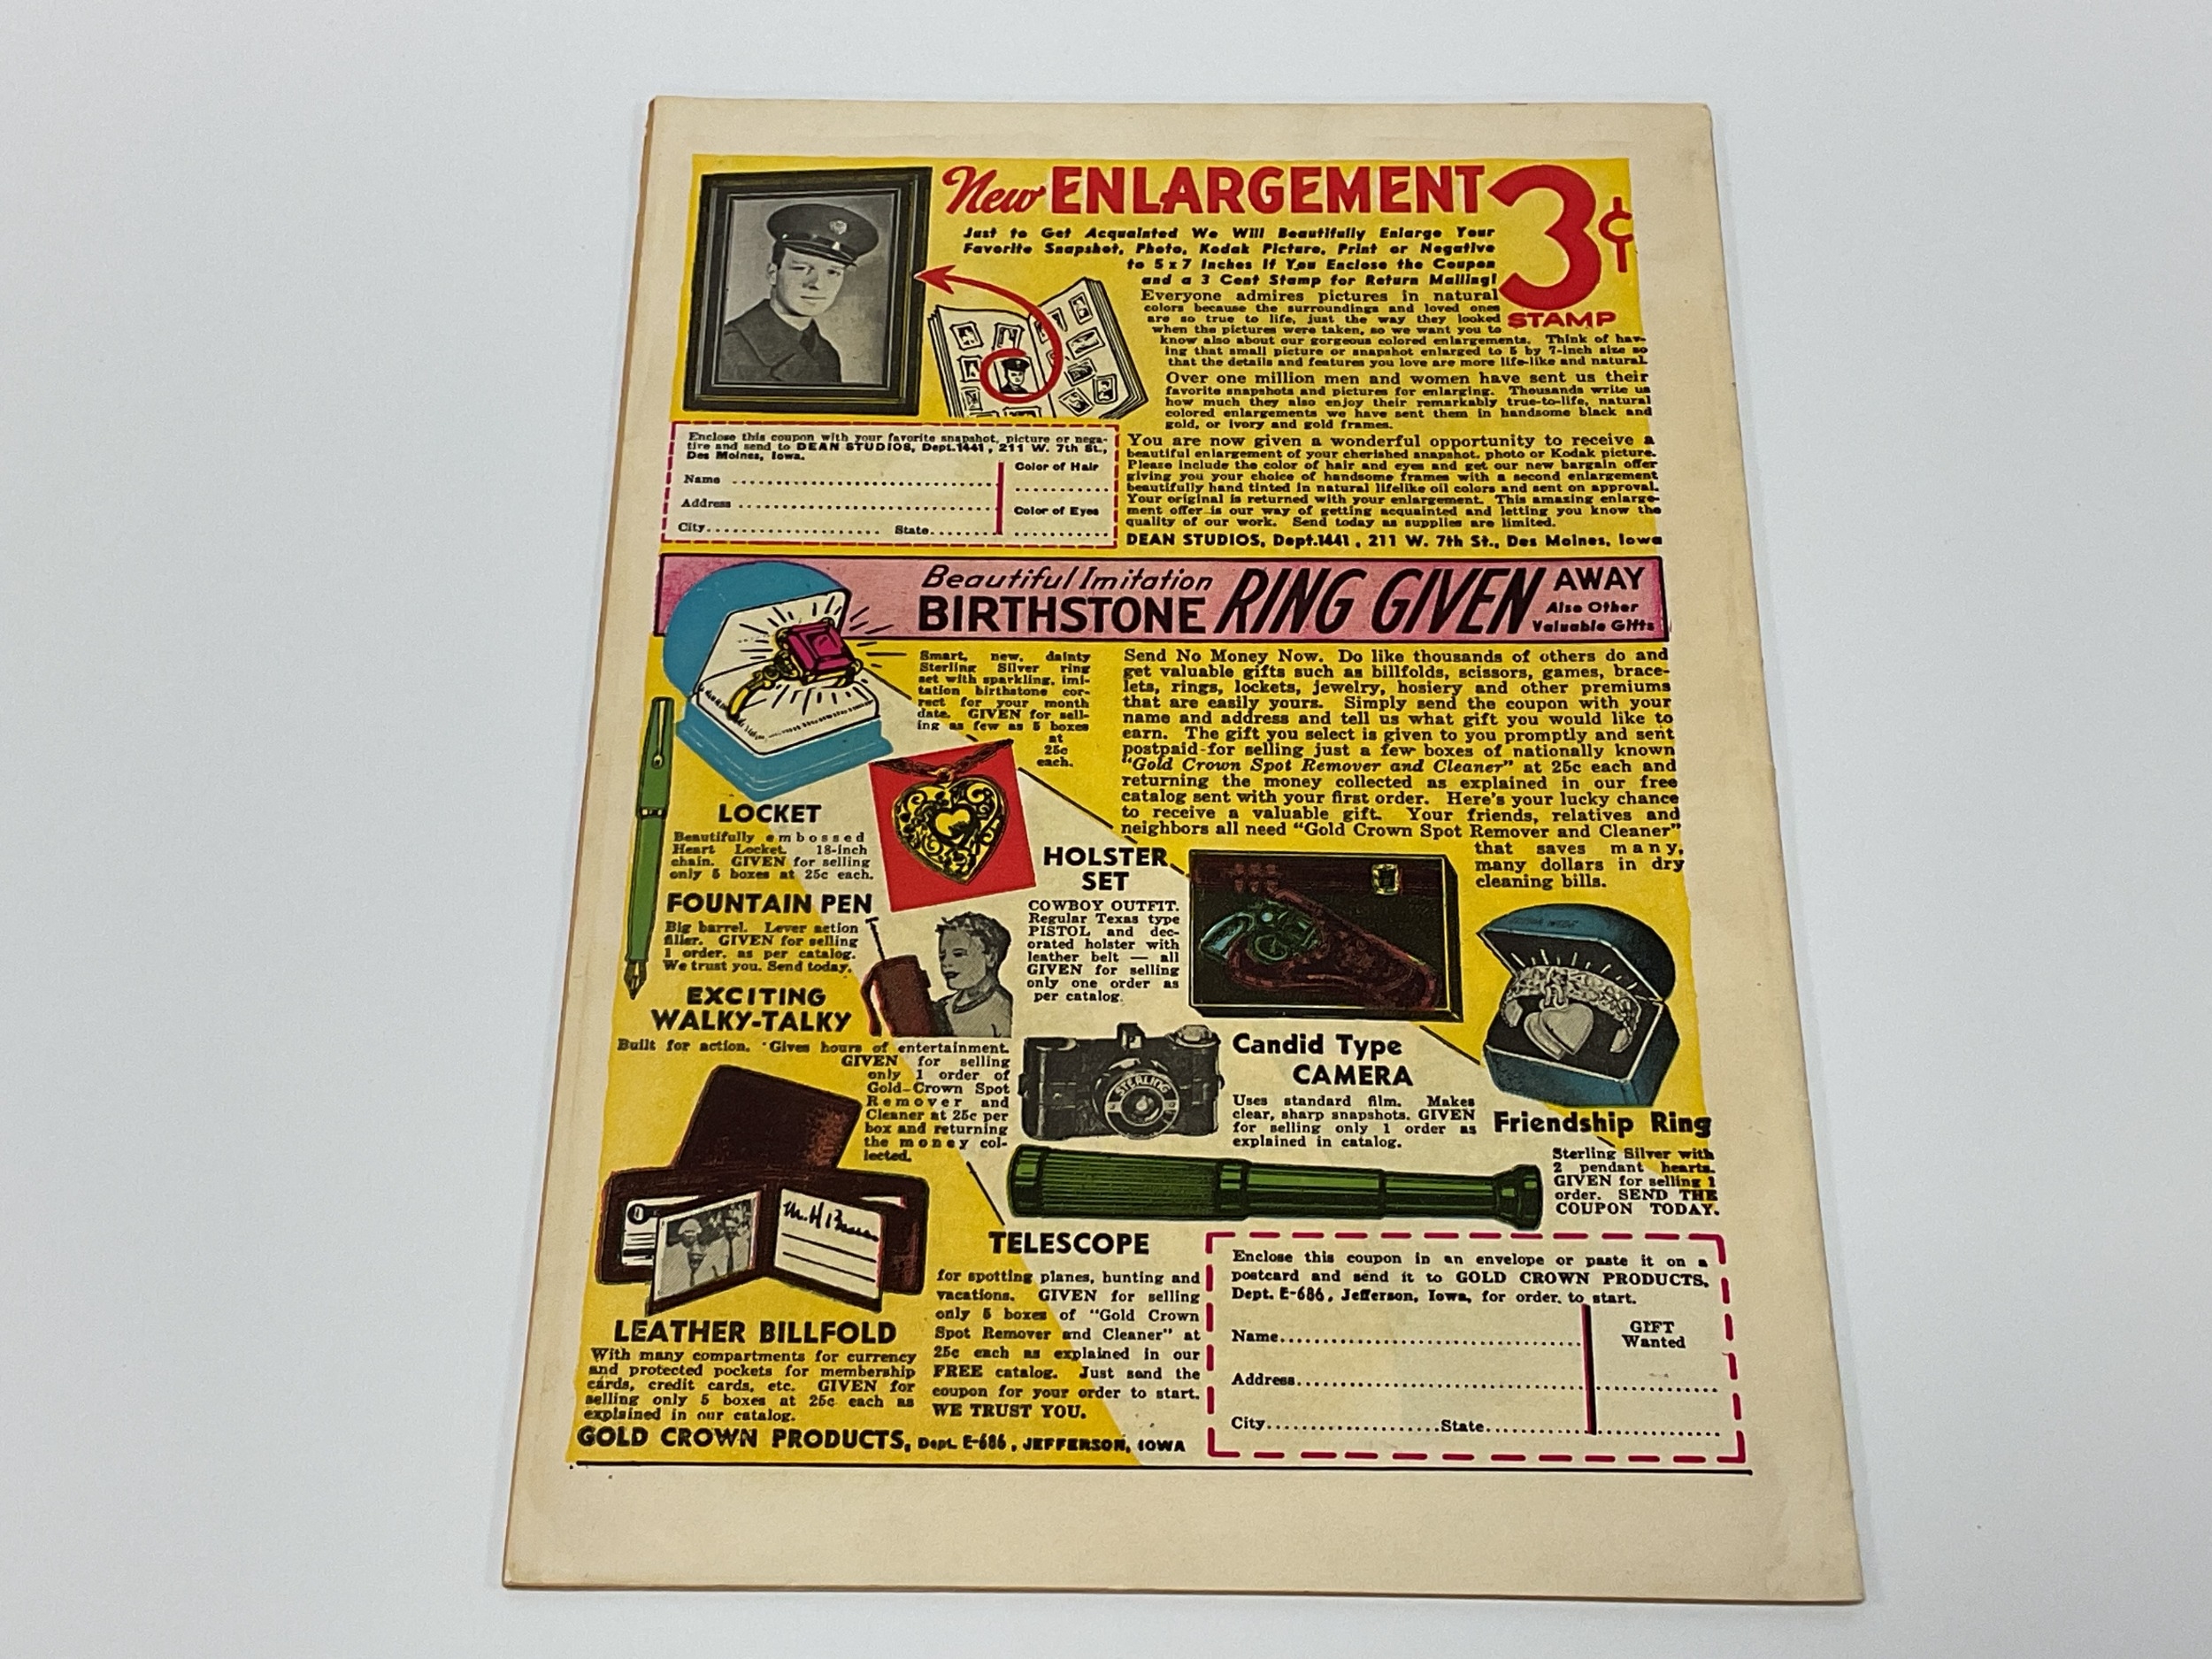 New ENLARGEMENT 3¢
STAMP
Just to Get Acquainted We Will Beautifully Enlarge Your
Favorite Snapshot, Photo, Kodak Picture, Print or Negative
to 5 x 7 Inches If You Enclose the Coupon
and a 3 Cent Stamp for Return Mailing!
Everyone admires pictures in natural
colors because the surroundings and loved ones
are so true to life, just the way they looked
when the pictures were taken, so we want you to
know also about our gorgeous colored enlargements. Think of hav-
ing that small picture or snapshot enlarged to 5 by 7-inch size so
that the details and features you love are more life-like and natural.
Over one million men and women have sent us their
favorite snapshots and pictures for enlarging. Thousands write us
how much they also enjoy their remarkably true-to-life, natural
colored enlargements we have sent them in handsome black and
gold, or ivory and gold frames.
You are now given a wonderful opportunity to receive a
beautiful enlargement of your cherished snapshot, photo or Kodak picture.
Please include the color of hair and eyes and get our new bargain offer
giving you your choice of handsome frames with a second enlargement
beautifully hand tinted in natural lifelike oil colors and sent on approval.
Your original is returned with your enlargement. This amazing enlarge-
ment offer is our way of getting acquainted and letting you know the
quality of our work. Send today as supplies are limited.
DEAN STUDIOS, Dept.1441, 211 W. 7th St., Des Moines, Iowa
Enclose this coupon with your favorite snapshot, picture or nega-
tive and send to DEAN STUDIOS, Dept.1441, 211 W. 7th St.,
Des Moines, Iowa.
Color of Hair
Name
Address
Color of Eyes
City State
Beautiful Imitation
BIRTHSTONE RING GIVEN AWAY
Also Other
Valuable Gifts
Smart, new, dainty
Sterling Silver ring
set with sparkling, imi-
tation birthstone cor-
rect for your month
date. GIVEN for sell-
ing as few as 5 boxes
at
25c
each.
Send No Money Now. Do like thousands of others do and
get valuable gifts such as billfolds, scissors, games, brace-
lets, rings, lockets, jewelry, hosiery and other premiums
that are easily yours. Simply send the coupon with your
name and address and tell us what gift you would like to
earn. The gift you select is given to you promptly and sent
postpaid for selling just a few boxes of nationally known
"Gold Crown Spot Remover and Cleaner" at 25c each and
returning the money collected as explained in our free
catalog sent with your first order. Here's your lucky chance
to receive a valuable gift. Your friends, relatives and
neighbors all need "Gold Crown Spot Remover and Cleaner"
that saves many,
many dollars in dry
cleaning bills.
LOCKET
Beautifully embossed
Heart Locket. 18-inch
chain. GIVEN for selling
only 5 boxes at 25c each.
FOUNTAIN PEN
Big barrel. Lever action
filler. GIVEN for selling
1 order, as per catalog.
We trust you. Send today.
EXCITING
WALKY-TALKY
Built for action. Gives hours of entertainment.
GIVEN for selling
only 1 order of
Gold-Crown Spot
Remover and
Cleaner at 25c per
box and returning
the money col-
lected.
HOLSTER
SET
COWBOY OUTFIT.
Regular Texas type
PISTOL and dec-
orated holster with
leather belt — all
GIVEN for selling
only one order as
per catalog.
STERLING
Candid Type
CAMERA
Uses standard film. Makes
clear, sharp snapshots. GIVEN
for selling only 1 order as
explained in catalog.
Friendship Ring
Sterling Silver with
2 pendant hearts.
GIVEN for selling 1
order. SEND THE
COUPON TODAY.
LEATHER BILLFOLD
With many compartments for currency
and protected pockets for membership
cards, credit cards, etc. GIVEN for
selling only 5 boxes at 25c each as
explained in our catalog.
TELESCOPE
for spotting planes, hunting and
vacations. GIVEN for selling
only 5 boxes of "Gold Crown
Spot Remover and Cleaner" at
25c each as explained in our
FREE catalog. Just send the
coupon for your order to start.
WE TRUST YOU.
GOLD CROWN PRODUCTS, Dept. E-686, JEFFERSON, IOWA
Enclose this coupon in an envelope or paste it on a
postcard and send it to GOLD CROWN PRODUCTS,
Dept. E-686, Jefferson, Iowa, for order to start.
GIFT
Wanted
Name
Address
City State